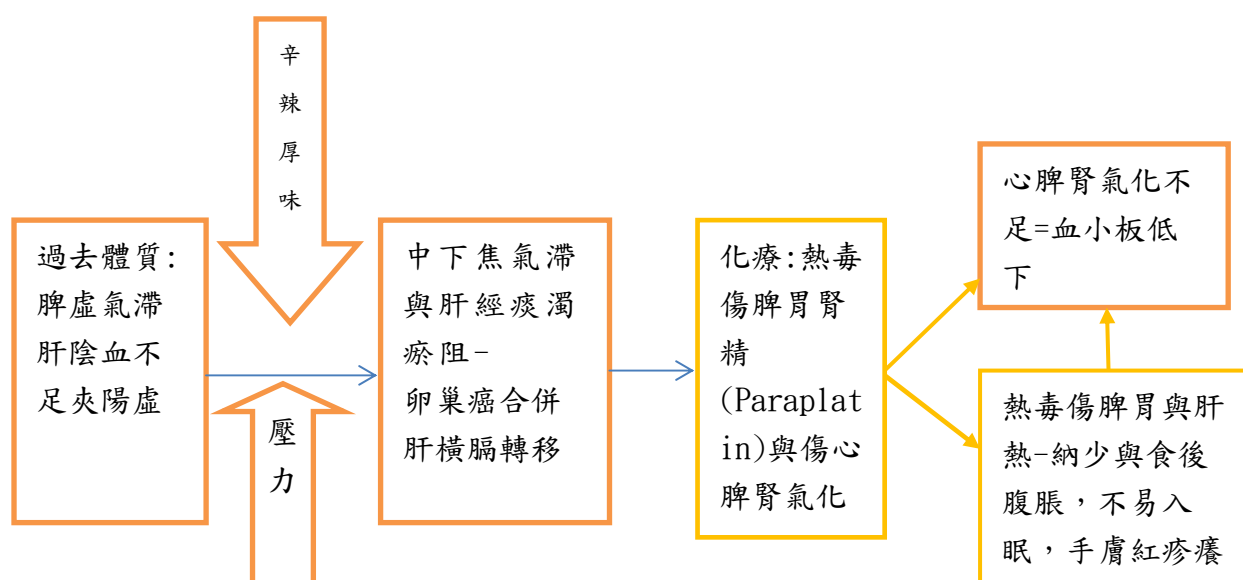 辛
辣
厚
味
過去體質:
脾虛氣滯
肝陰血不
足夾陽虛
壓
力
中下焦氣滯
與肝經痰濁
瘀阻-
卵巢癌合併
肝橫膈轉移
化療:熱毒
傷脾胃腎
精
(Paraplat
in)與傷心
脾腎氣化
心脾腎氣化不
足=血小板低
下
熱毒傷脾胃與肝
熱-納少與食後
腹脹，不易入
眠，手膚紅疹癢